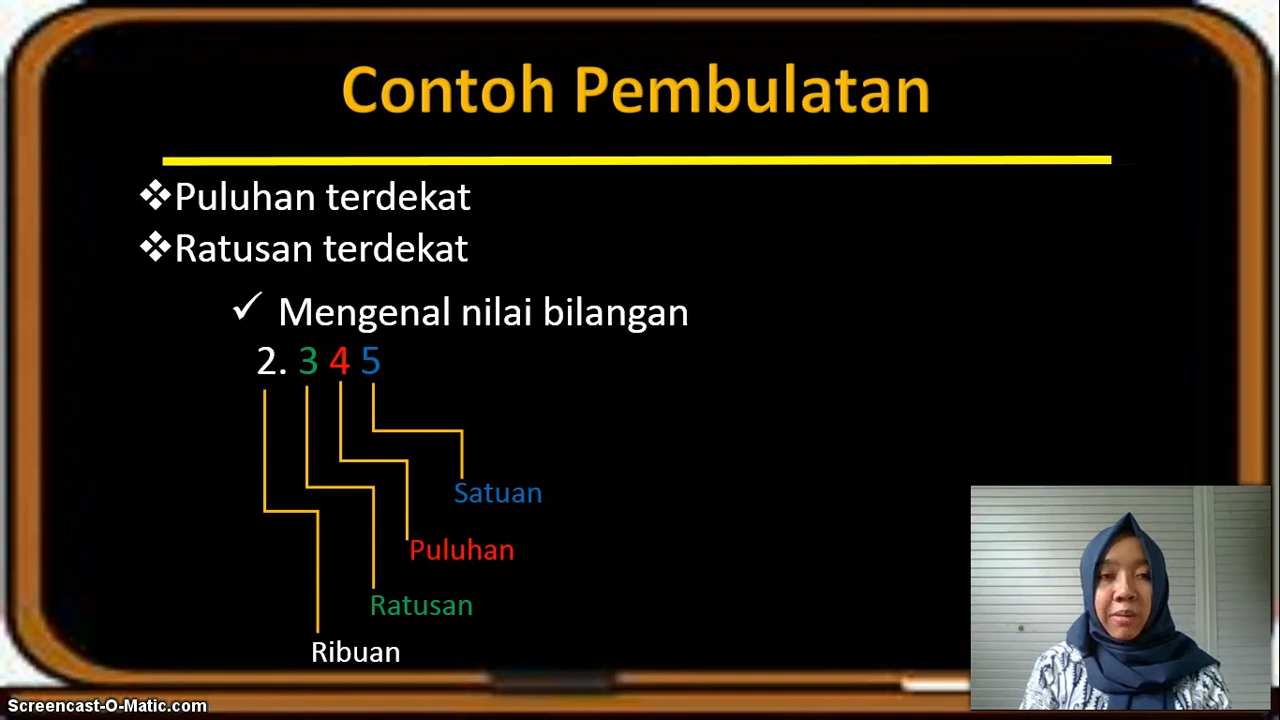 Contoh Pembulatan
Puluhan terdekat
Ratusan terdekat
✓ Mengenal nilai bilangan
2. 3 4 5
Satuan
Puluhan
Ratusan
Ribuan
Screencast-O-Matic.com